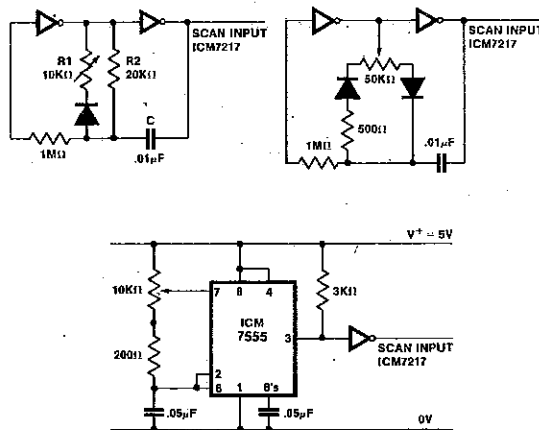 R1
10KΩ
R2
20KΩ
SCAN INPUT
ICM7217
C
.01µF
1MΩ
SCAN INPUT
ICM7217
50KΩ
500Ω
1MΩ
.01µF
V+ = 5V
10KΩ
7
8
4
3KΩ
ICM
7555
3
SCAN INPUT
ICM7217
200Ω
2
6
1
6's
.05µF
.05µF
0V